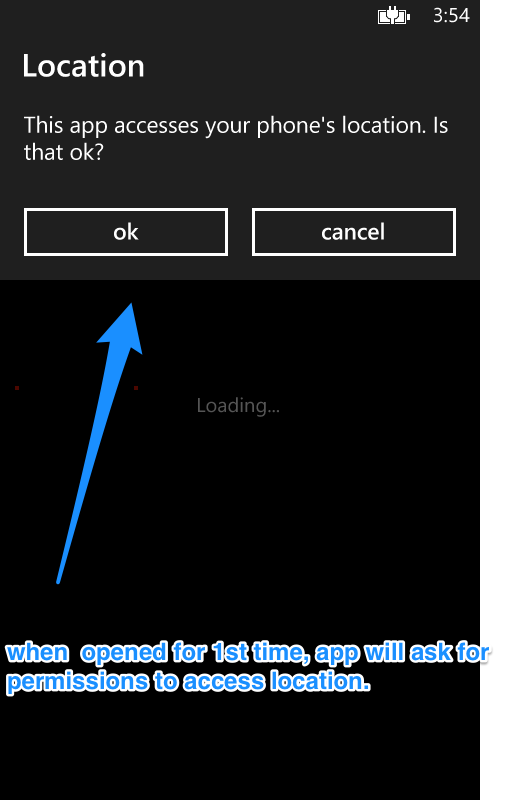 3:54
Location
This app accesses your phone's location. Is
that ok?
ok cancel
Loading...
when opened for 1st time, app will ask for
permissions to access location.